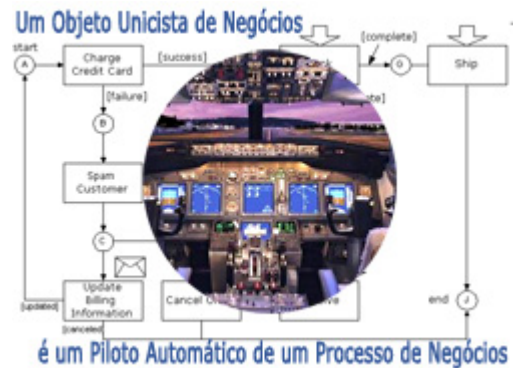 Um Objeto Unicista de Negócios
start
A
Charge
Credit Card
[success]
[complete]
G
Ship
[failure]
B
Spam
Customer
C
Update
Billing
Information
[updated]
[canceled]
Cancel
end
J
é um Piloto Automático de um Processo de Negócios